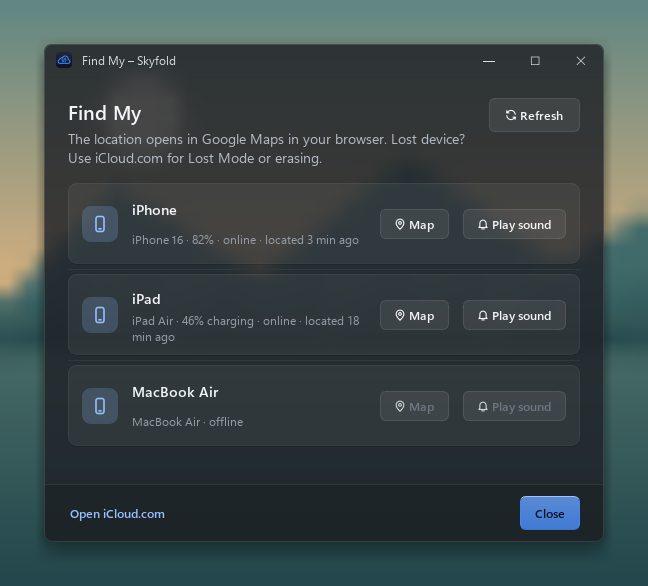 Find My – Skyfold
Find My
Refresh
The location opens in Google Maps in your browser. Lost device?
Use iCloud.com for Lost Mode or erasing.
iPhone
iPhone 16 · 82% · online · located 3 min ago
Map
Play sound
iPad
iPad Air · 46% charging · online · located 18
min ago
Map
Play sound
MacBook Air
MacBook Air · offline
Map
Play sound
Open iCloud.com
Close